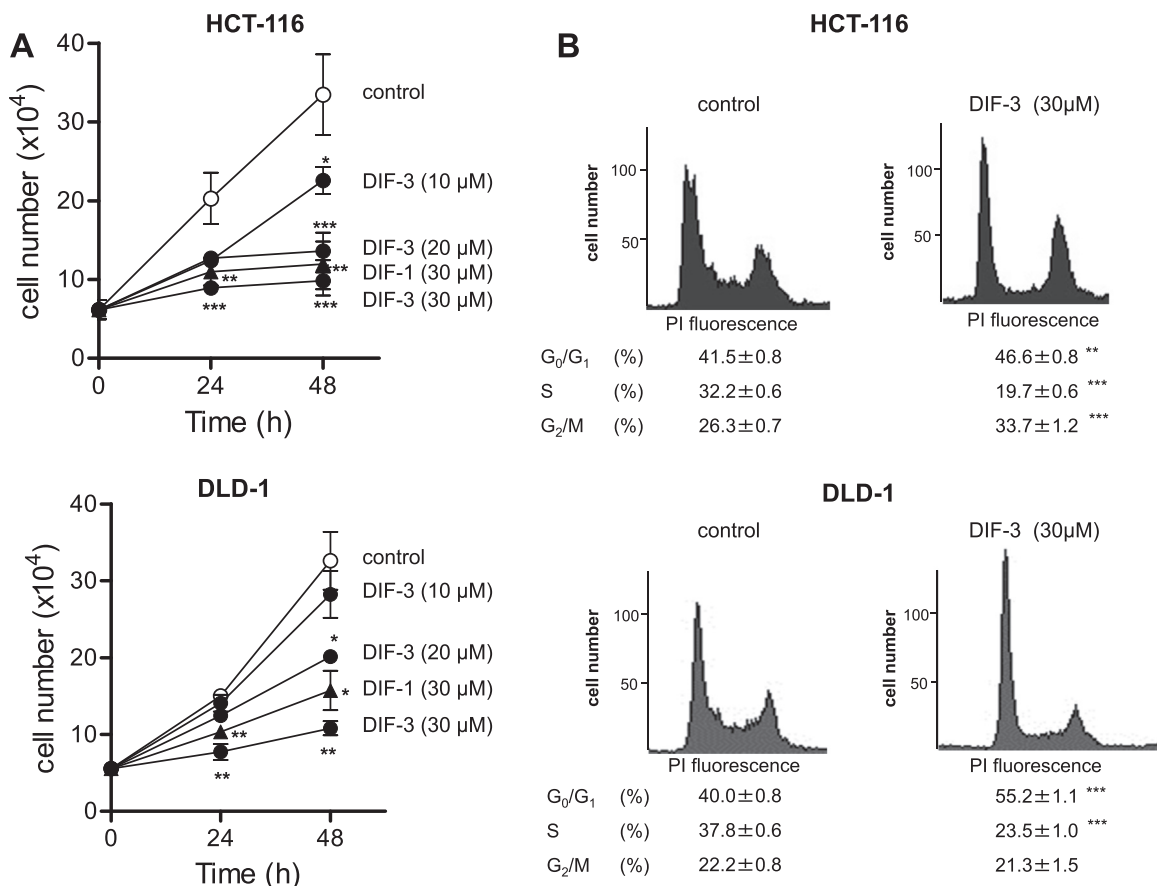 A
HCT-116
cell number (x10⁴)
40
30
20
10
0
0
24
48
Time (h)
control
*
DIF-3 (10 µM)
***
DIF-3 (20 µM)
DIF-1 (30 µM)
**
**
DIF-3 (30 µM)
***
***
DLD-1
cell number (x10⁴)
40
30
20
10
0
0
24
48
Time (h)
control
DIF-3 (10 µM)
*
DIF-3 (20 µM)
DIF-1 (30 µM)
*
**
DIF-3 (30 µM)
**
**
B
HCT-116
control
DIF-3 (30µM)
cell number
100
50
PI fluorescence
cell number
100
50
PI fluorescence
G₀/G₁ (%) 41.5±0.8 46.6±0.8 **
S (%) 32.2±0.6 19.7±0.6 ***
G₂/M (%) 26.3±0.7 33.7±1.2 ***
DLD-1
control
DIF-3 (30µM)
cell number
100
50
PI fluorescence
cell number
100
50
PI fluorescence
G₀/G₁ (%) 40.0±0.8 55.2±1.1 ***
S (%) 37.8±0.6 23.5±1.0 ***
G₂/M (%) 22.2±0.8 21.3±1.5